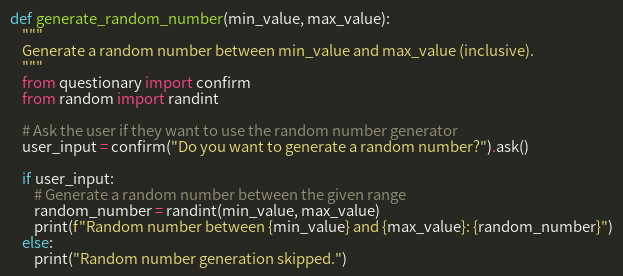 def generate_random_number(min_value, max_value):
    """
    Generate a random number between min_value and max_value (inclusive).
    """
    from questionary import confirm
    from random import randint

    # Ask the user if they want to use the random number generator
    user_input = confirm("Do you want to generate a random number?").ask()

    if user_input:
        # Generate a random number between the given range
        random_number = randint(min_value, max_value)
        print(f"Random number between {min_value} and {max_value}: {random_number}")
    else:
        print("Random number generation skipped.")